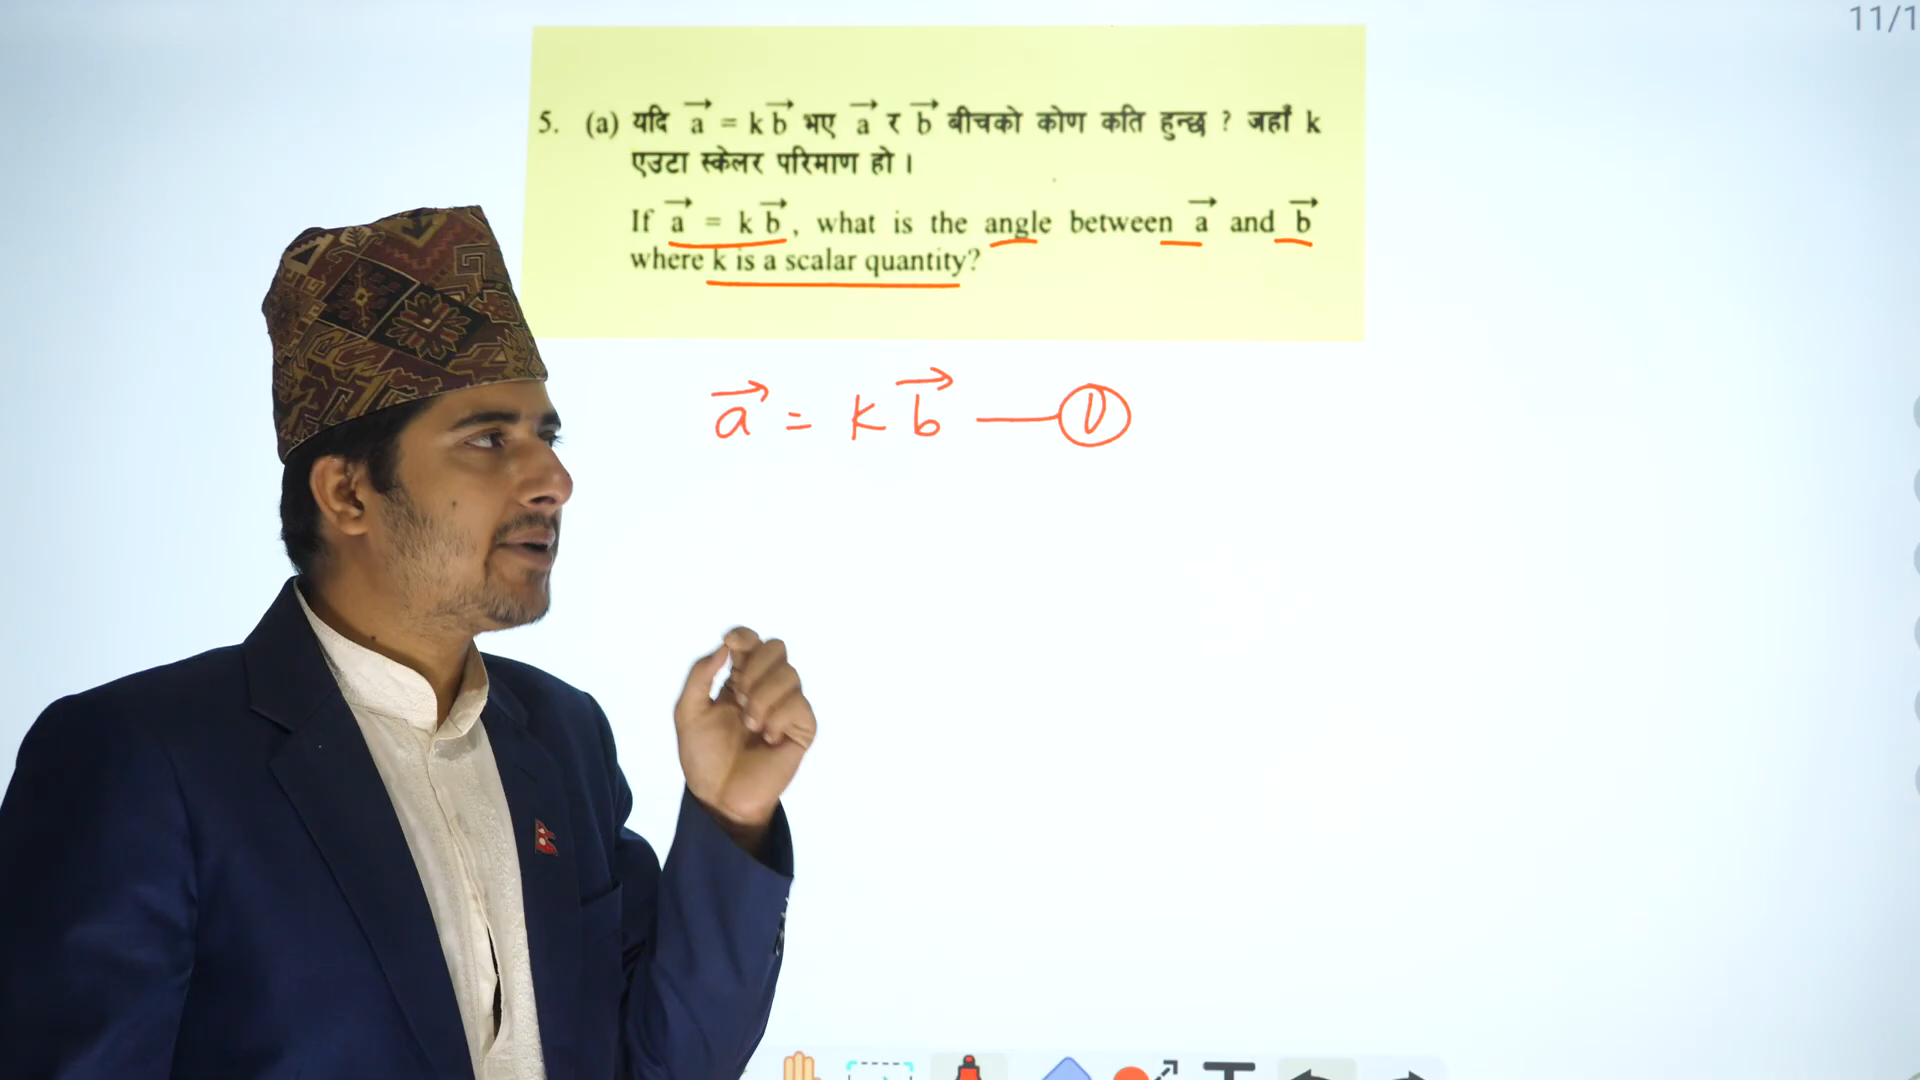 11/1
5. (a) यदि a⃗ = k b⃗ भए a⃗ र b⃗ बीचको कोण कति हुन्छ ? जहाँ k
एउटा स्केलर परिमाण हो ।
If a⃗ = k b⃗ , what is the angle between a⃗ and b⃗
where k is a scalar quantity?
a⃗ = k b⃗ —